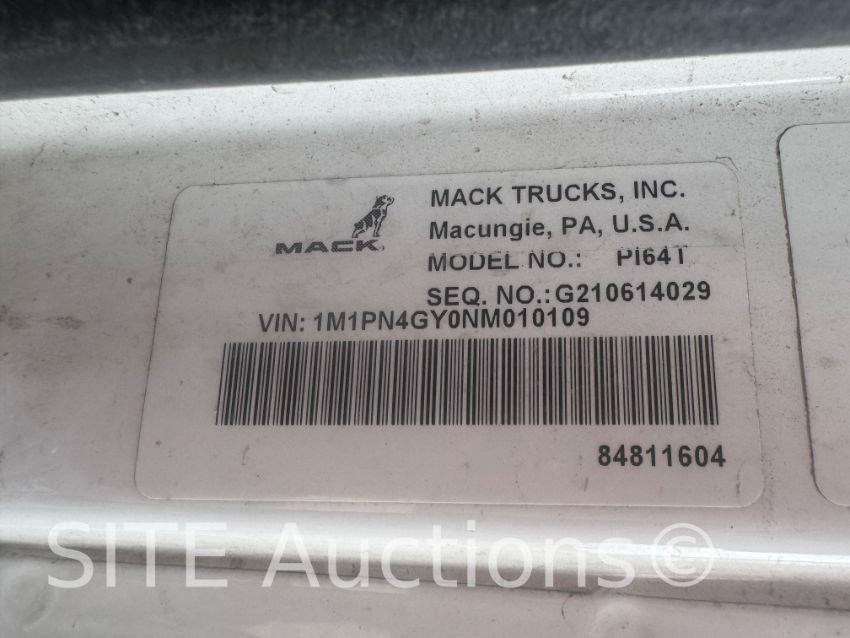 MACK
MACK TRUCKS, INC.
Macungie, PA, U.S.A.
MODEL NO.: PI64T
SEQ. NO.: G210614029
VIN: 1M1PN4GY0NM010109
84811604
SITE Auctions©